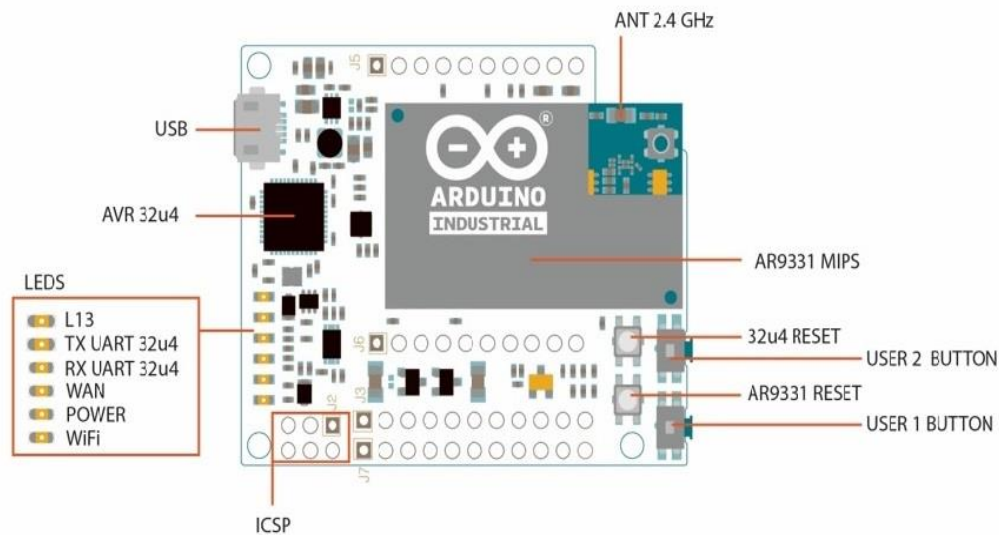 ANT 2.4 GHz
J5
USB
®
ARDUINO
INDUSTRIAL
AVR 32u4
AR9331 MIPS
LEDS
L13
TX UART 32u4
RX UART 32u4
WAN
POWER
WiFi
J6
32u4 RESET
USER 2 BUTTON
AR9331 RESET
USER 1 BUTTON
J2
J3
J7
ICSP